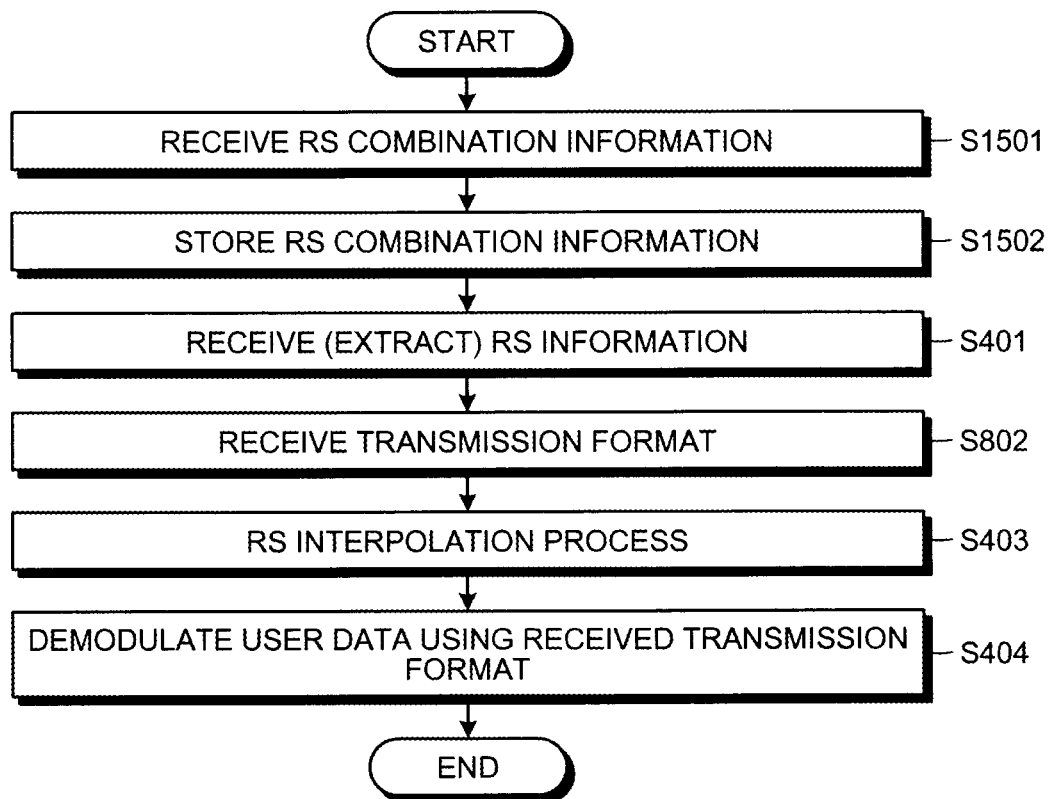 START
RECEIVE RS COMBINATION INFORMATION
S1501
STORE RS COMBINATION INFORMATION
S1502
RECEIVE (EXTRACT) RS INFORMATION
S401
RECEIVE TRANSMISSION FORMAT
S802
RS INTERPOLATION PROCESS
S403
DEMODULATE USER DATA USING RECEIVED TRANSMISSION
FORMAT
S404
END